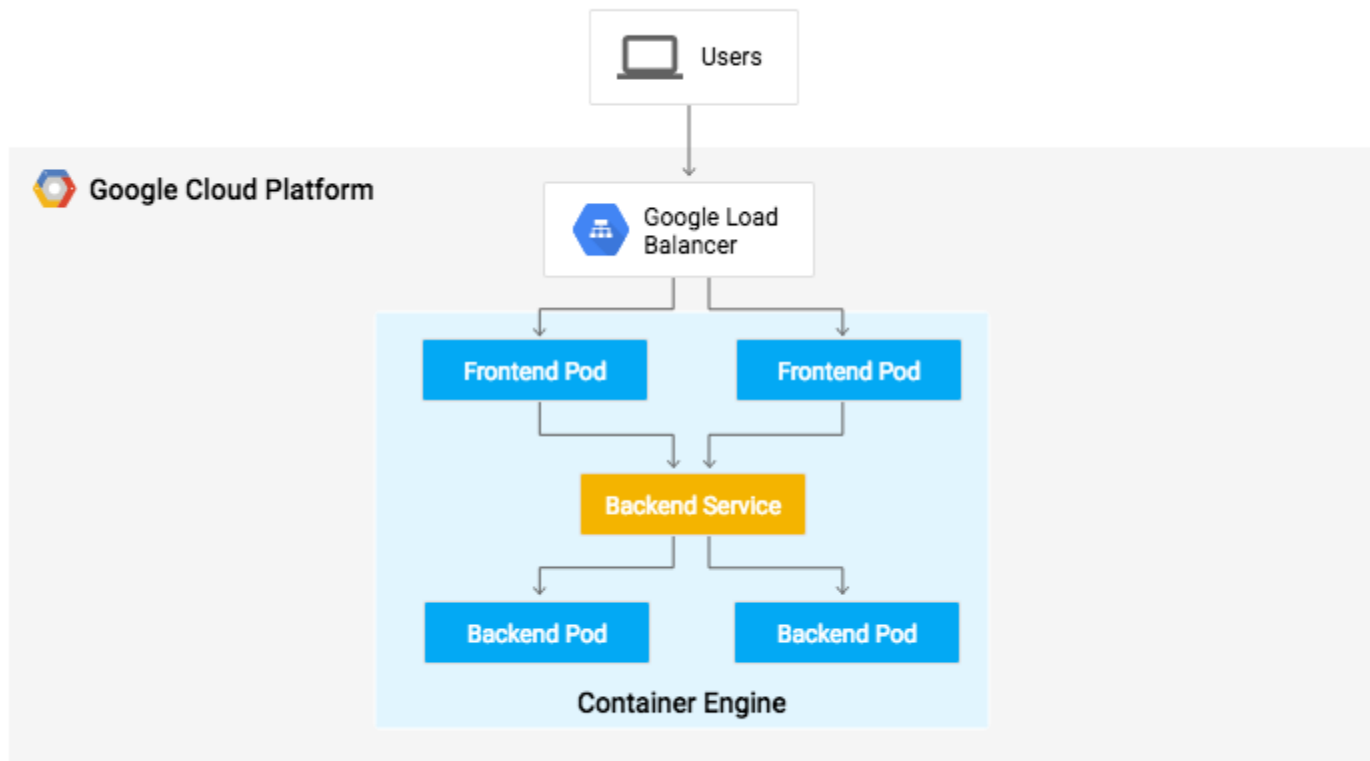 Users
Google Cloud Platform
Google Load
Balancer
Frontend Pod
Frontend Pod
Backend Service
Backend Pod
Backend Pod
Container Engine